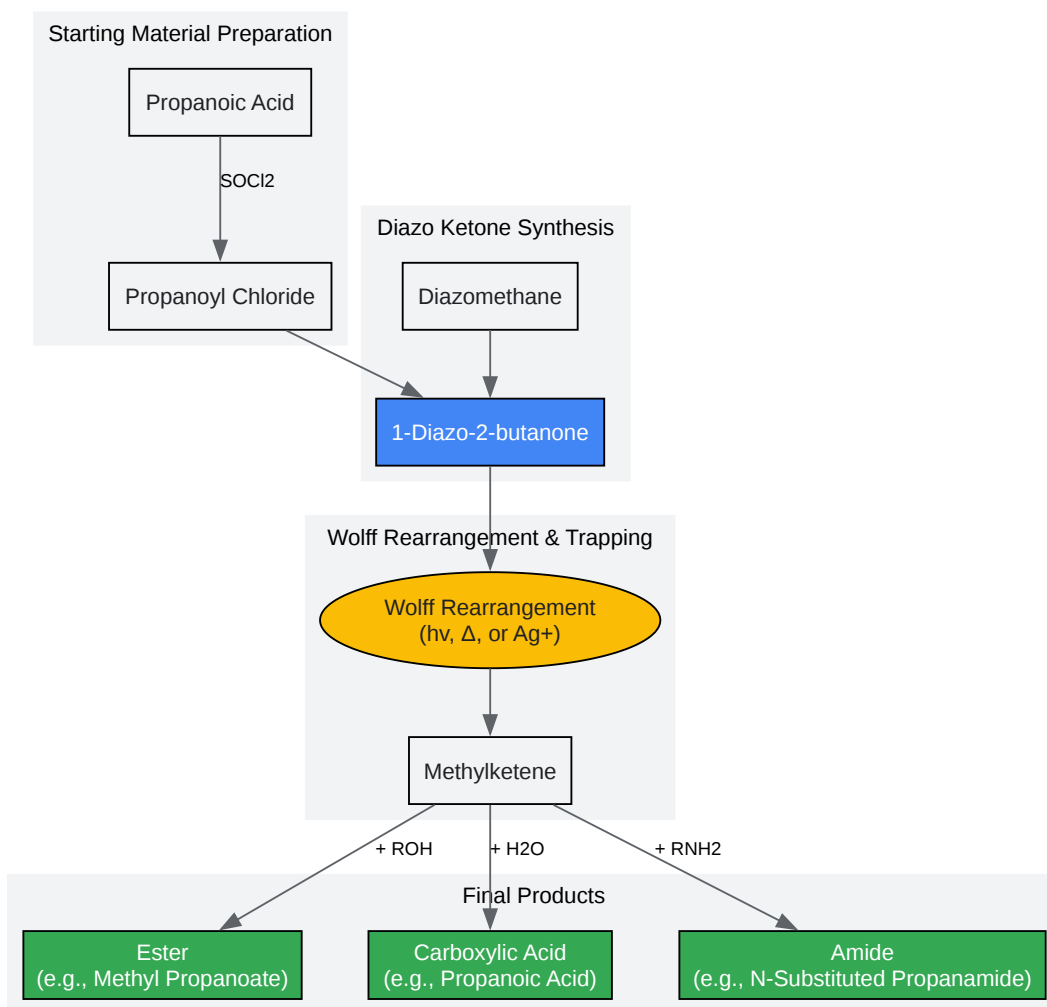 Starting Material Preparation
Propanoic Acid
SOCl2
Propanoyl Chloride
Diazo Ketone Synthesis
Diazomethane
1-Diazo-2-butanone
Wolff Rearrangement & Trapping
Wolff Rearrangement
(hv, Δ, or Ag+)
Methylketene
+ ROH
+ H2O
+ RNH2
Final Products
Ester
(e.g., Methyl Propanoate)
Carboxylic Acid
(e.g., Propanoic Acid)
Amide
(e.g., N-Substituted Propanamide)